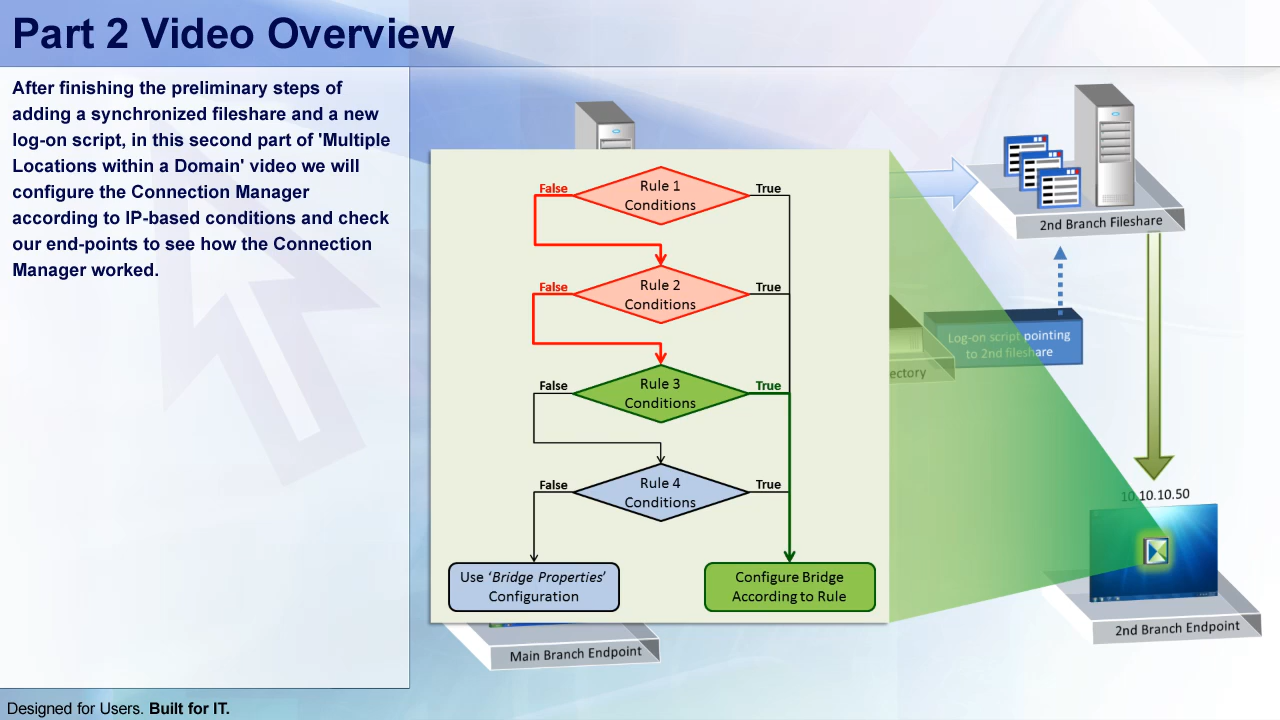 Part 2 Video Overview
After finishing the preliminary steps of
adding a synchronized fileshare and a new
log-on script, in this second part of 'Multiple
Locations within a Domain' video we will
configure the Connection Manager
according to IP-based conditions and check
our end-points to see how the Connection
Manager worked.
False
Rule 1
Conditions
True
False
Rule 2
Conditions
True
False
Rule 3
Conditions
True
False
Rule 4
Conditions
True
Use ‘Bridge Properties’
Configuration
Configure Bridge
According to Rule
2nd Branch Fileshare
Log-on script pointing
to 2nd fileshare
ectory
10.10.10.50
2nd Branch Endpoint
Main Branch Endpoint
Designed for Users. Built for IT.